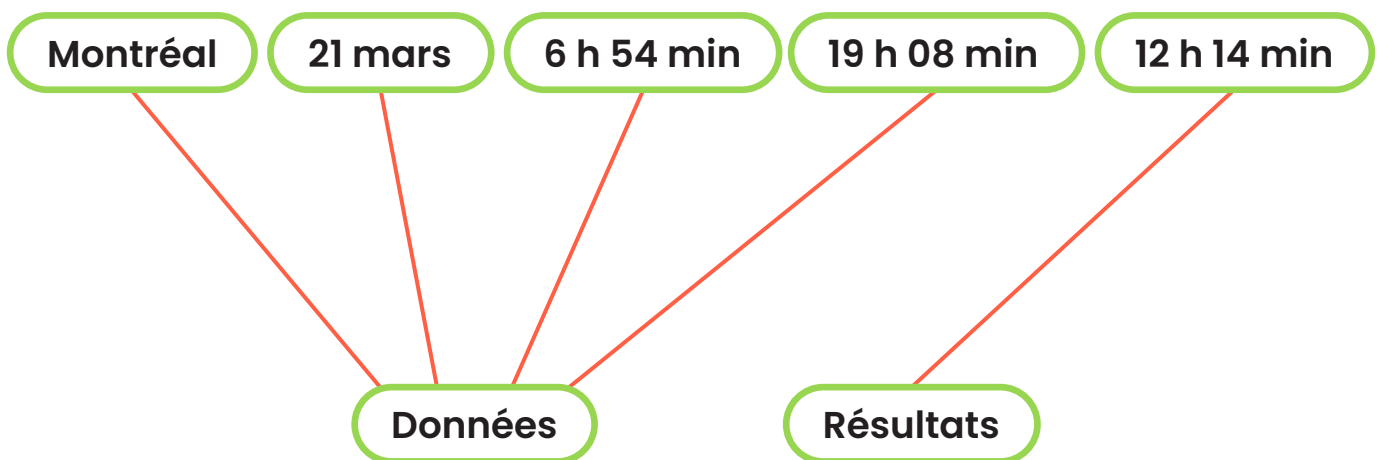 Montréal 21 mars 6 h 54 min 19 h 08 min 12 h 14 min
Données Résultats